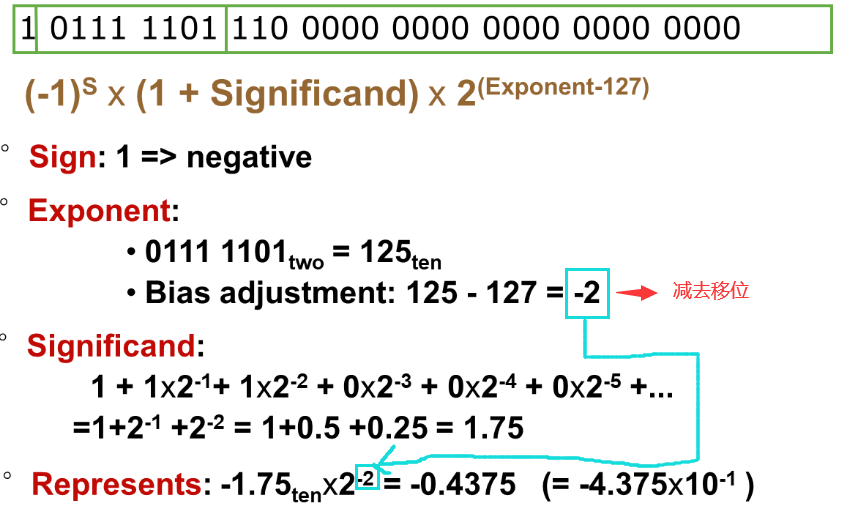 1 0111 1101 110 0000 0000 0000 0000 0000
(-1)ˢ x (1 + Significand) x 2⁽ᴱˣᵖᵒⁿᵉⁿᵗ⁻¹²⁷⁾
° Sign: 1 => negative
° Exponent:
• 0111 1101two = 125ten
• Bias adjustment: 125 - 127 = -2 减去移位
° Significand:
1 + 1x2⁻¹+ 1x2⁻² + 0x2⁻³ + 0x2⁻⁴ + 0x2⁻⁵ +...
=1+2⁻¹ +2⁻² = 1+0.5 +0.25 = 1.75
° Represents: -1.75tenx2⁻² = -0.4375 (= -4.375x10⁻¹ )